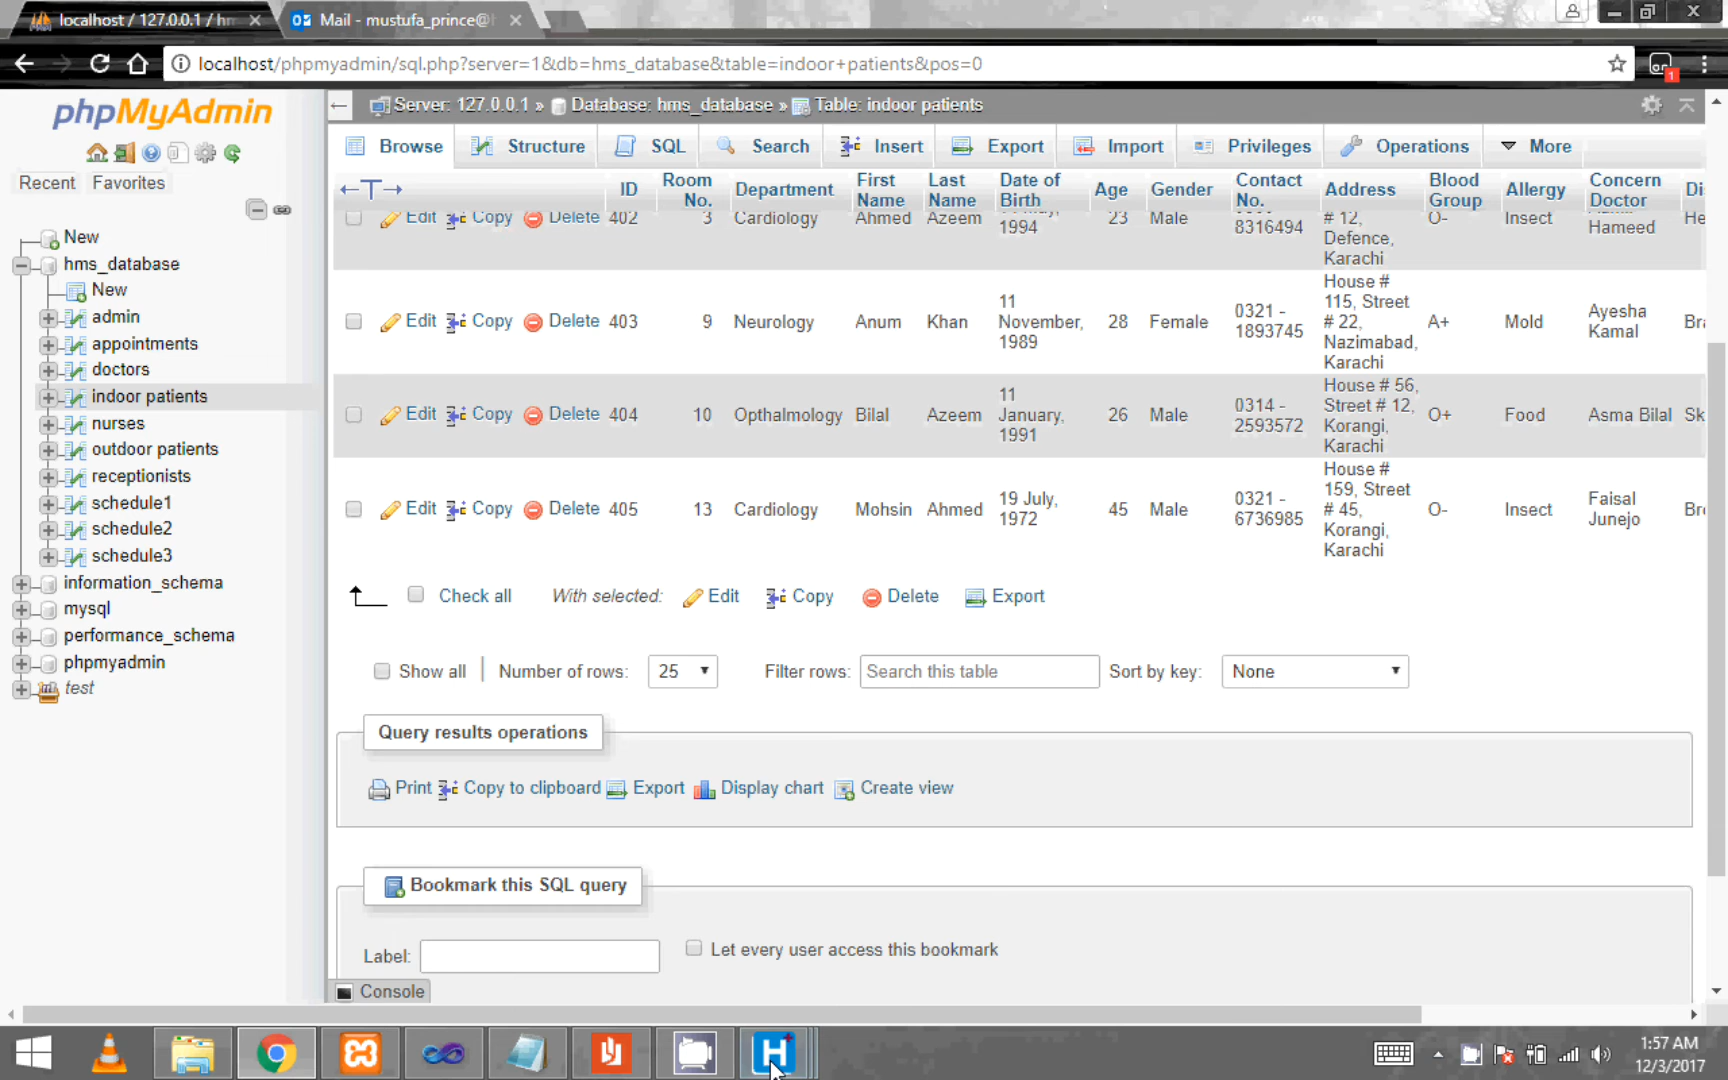 localhost / 127.0.0.1 / hm
Mail - mustufa_prince@
localhost/phpmyadmin/sql.php?server=1&db=hms_database&table=indoor+patients&pos=0
1
phpMyAdmin
Recent Favorites
New
hms_database
New
admin
appointments
doctors
indoor patients
nurses
outdoor patients
receptionists
schedule1
schedule2
schedule3
information_schema
mysql
performance_schema
phpmyadmin
test
Server: 127.0.0.1 » Database: hms_database » Table: indoor patients
Browse Structure SQL Search Insert Export Import Privileges Operations More
ID Room No. Department First Name Last Name Date of Birth Age Gender Contact No. Address Blood Group Allergy Concern Doctor Di
Edit Copy Delete 402 3 Cardiology Ahmed Azeem 1994 23 Male 8316494 # 12, Defence, Karachi O- Insect Hameed He
Edit Copy Delete 403 9 Neurology Anum Khan 11 November, 1989 28 Female 0321 - 1893745 House # 115, Street # 22, Nazimabad, Karachi A+ Mold Ayesha Kamal Bra
Edit Copy Delete 404 10 Opthalmology Bilal Azeem 11 January, 1991 26 Male 0314 - 2593572 House # 56, Street # 12, Korangi, Karachi O+ Food Asma Bilal Sk
Edit Copy Delete 405 13 Cardiology Mohsin Ahmed 19 July, 1972 45 Male 0321 - 6736985 House # 159, Street # 45, Korangi, Karachi O- Insect Faisal Junejo Bre
Check all With selected: Edit Copy Delete Export
Show all Number of rows: 25 Filter rows: Search this table Sort by key: None
Query results operations
Print Copy to clipboard Export Display chart Create view
Bookmark this SQL query
Label: Let every user access this bookmark
Console
1:57 AM
12/3/2017